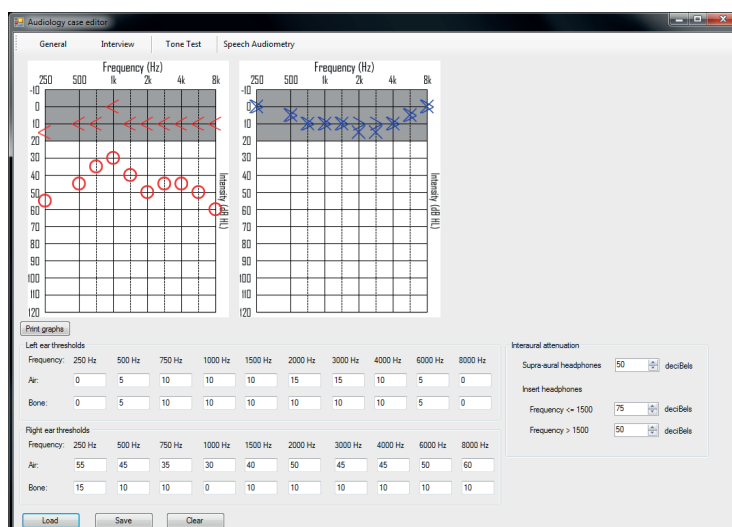 Audiology case editor
General Interview Tone Test Speech Audiometry
Frequency (Hz)
250 500 1k 2k 4k 8k
-10
0
10
20
30
40
50
60
70
80
90
100
110
120
Intensity (dB HL)
Frequency (Hz)
250 500 1k 2k 4k 8k
-10
0
10
20
30
40
50
60
70
80
90
100
110
120
Intensity (dB HL)
Print graphs
Left ear thresholds
Frequency: 250 Hz 500 Hz 750 Hz 1000 Hz 1500 Hz 2000 Hz 3000 Hz 4000 Hz 6000 Hz 8000 Hz
Air: 0 5 10 10 10 15 15 10 5 0
Bone: 0 5 10 10 10 10 10 10 5 0
Right ear thresholds
Frequency: 250 Hz 500 Hz 750 Hz 1000 Hz 1500 Hz 2000 Hz 3000 Hz 4000 Hz 6000 Hz 8000 Hz
Air: 55 45 35 30 40 50 45 45 50 60
Bone: 15 10 10 0 10 10 10 10 10 10
Interaural attenuation
Supra-aural headphones 50 deciBels
Insert headphones
Frequency <= 1500 75 deciBels
Frequency > 1500 50 deciBels
Load Save Clear